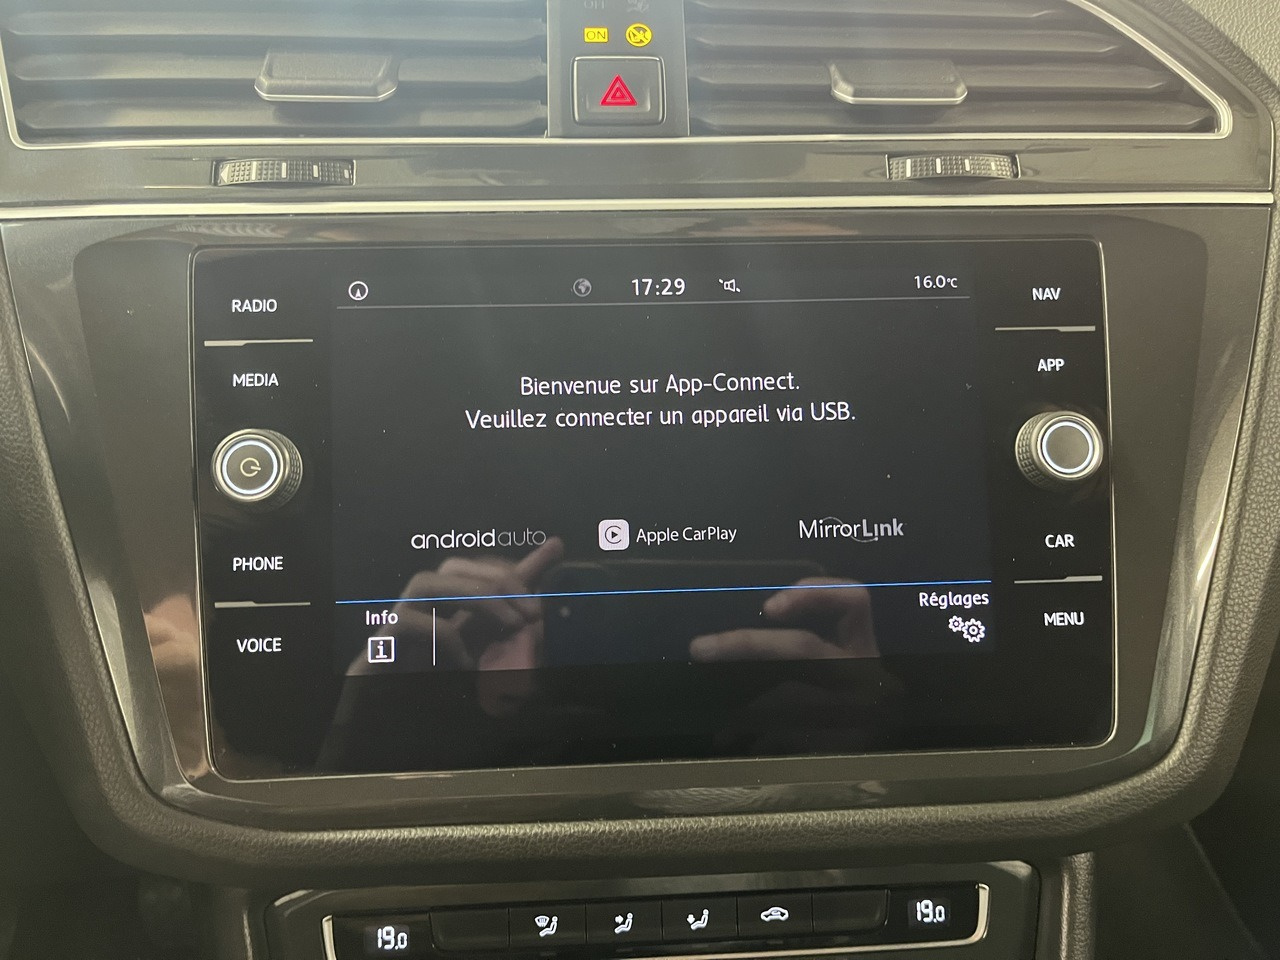 OFF
ON
RADIO
17:29
16.0°C
NAV
MEDIA
APP
Bienvenue sur App-Connect.
Veuillez connecter un appareil via USB.
androidauto
Apple CarPlay
MirrorLink
PHONE
CAR
Info
i
Réglages
VOICE
MENU
19.0
19.0